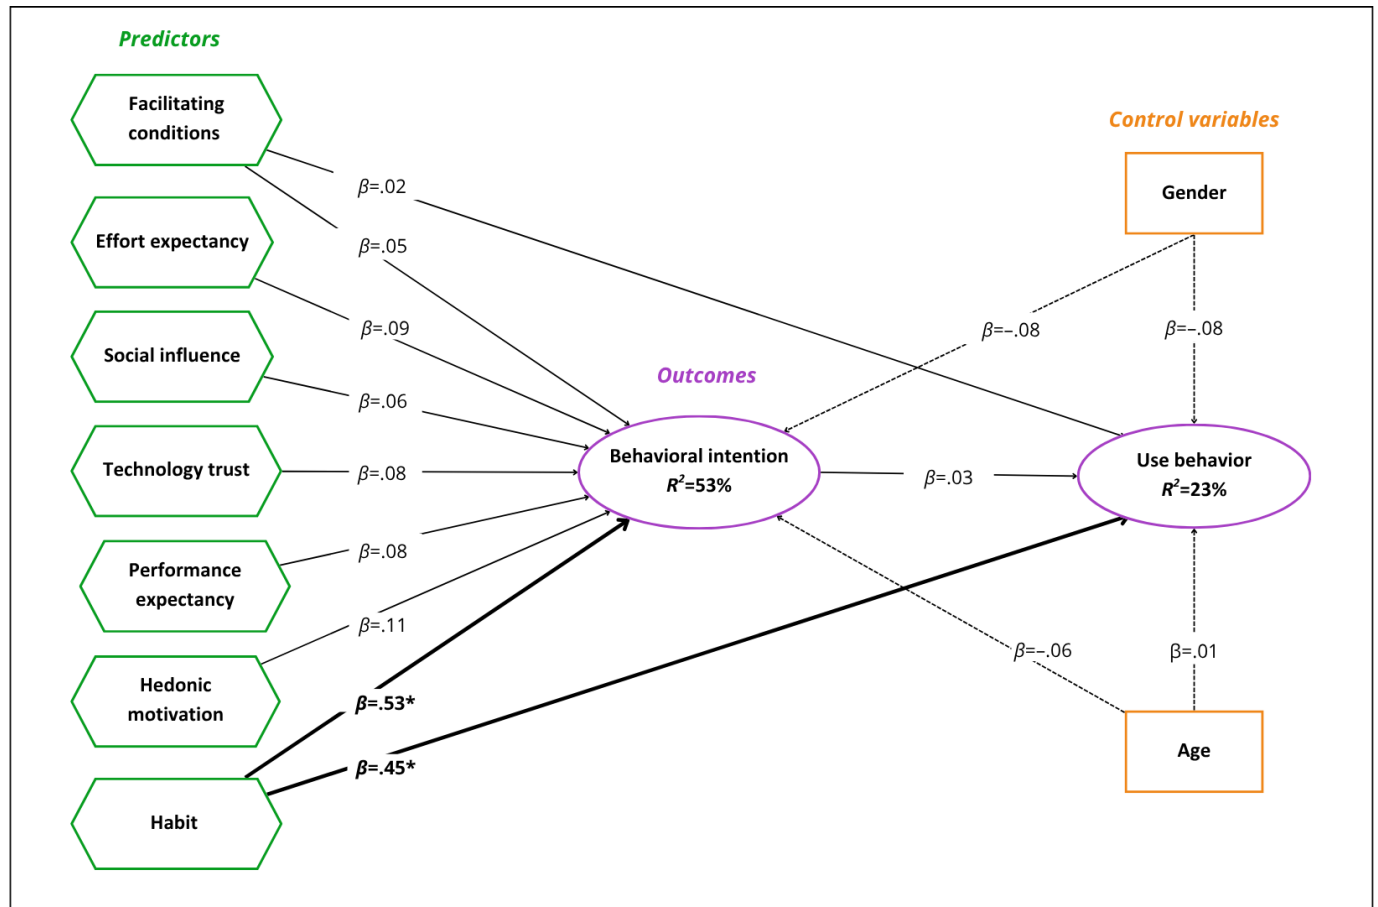 Predictors
Facilitating
conditions
Effort expectancy
Social influence
Technology trust
Performance
expectancy
Hedonic
motivation
Habit
β=.02
β=.05
β=.09
β=.06
β=.08
β=.08
β=.11
β=.53*
β=.45*
Outcomes
Behavioral intention
R²=53%
β=.03
Use behavior
R²=23%
Control variables
Gender
β=–.08
β=–.08
β=–.06
β=.01
Age